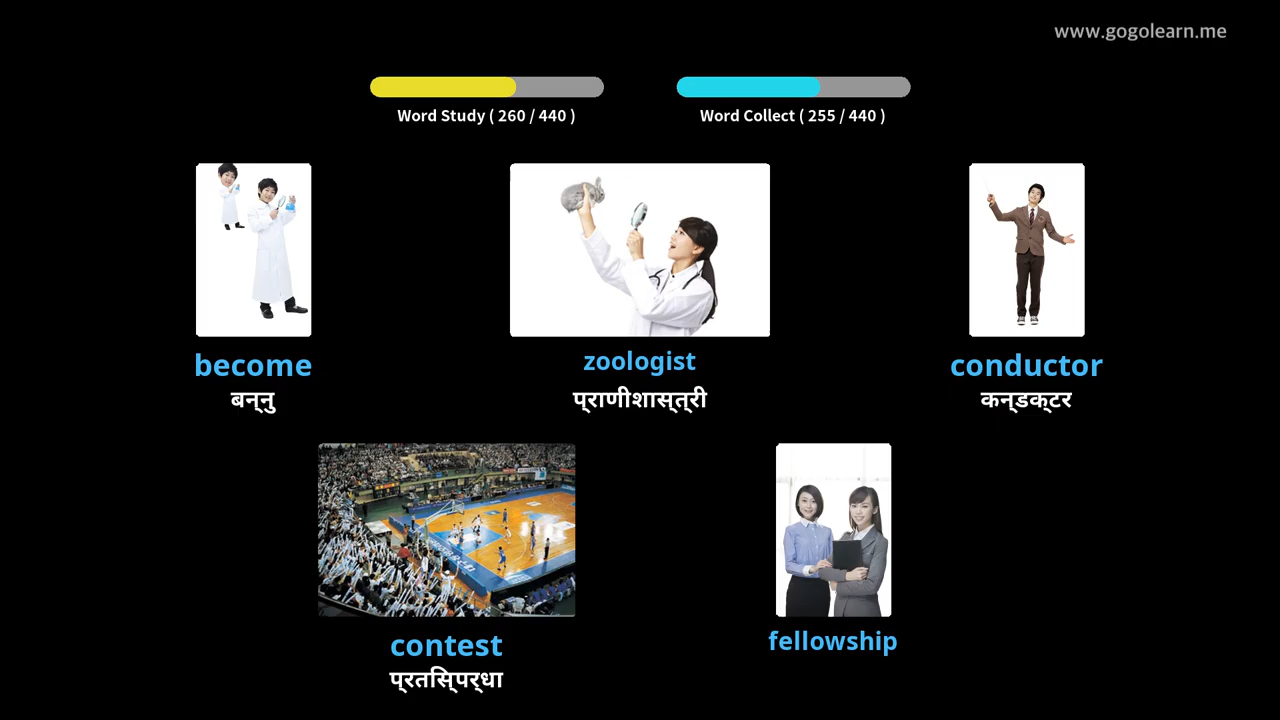 www.gogolearn.me
Word Study ( 260 / 440 )
Word Collect ( 255 / 440 )
become
zoologist
conductor
बन्‌नु
प्‌राणीशास्‌त्‌री
कन्‌डक्‌टर
contest
fellowship
प्‌रतिस्‌पर्‌धा